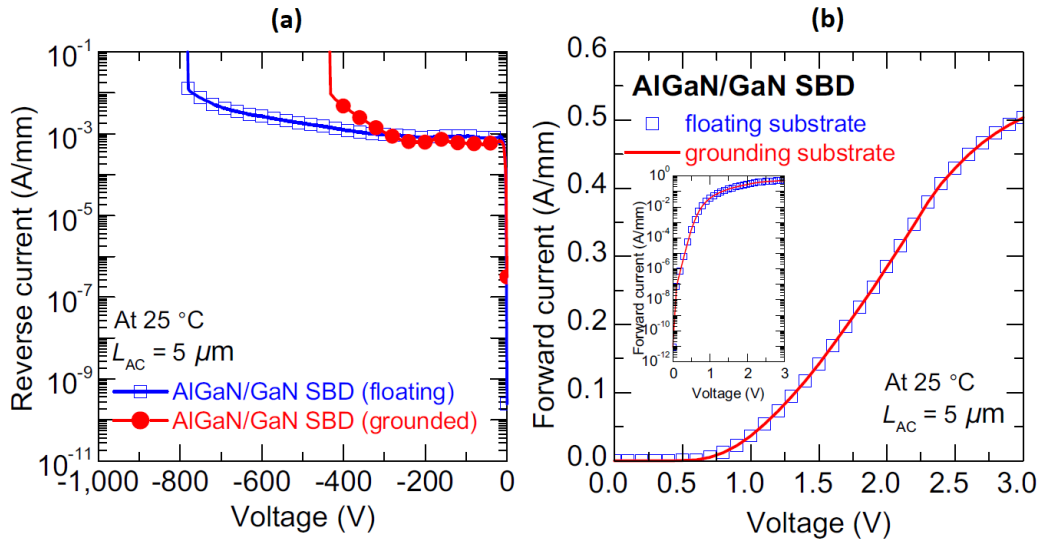 (a)
Reverse current (A/mm)
10⁻¹
10⁻³
10⁻⁵
10⁻⁷
10⁻⁹
10⁻¹¹
At 25 °C
L_AC = 5 µm
AlGaN/GaN SBD (floating)
AlGaN/GaN SBD (grounded)
-1,000 -800 -600 -400 -200 0
Voltage (V)
(b)
Forward current (A/mm)
0.6
0.5
0.4
0.3
0.2
0.1
0.0
AlGaN/GaN SBD
floating substrate
grounding substrate
Forward current (A/mm)
10⁰
10⁻²
10⁻⁴
10⁻⁶
10⁻⁸
10⁻¹⁰
10⁻¹²
0 1 2 3
Voltage (V)
At 25 °C
L_AC = 5 µm
0.0 0.5 1.0 1.5 2.0 2.5 3.0
Voltage (V)